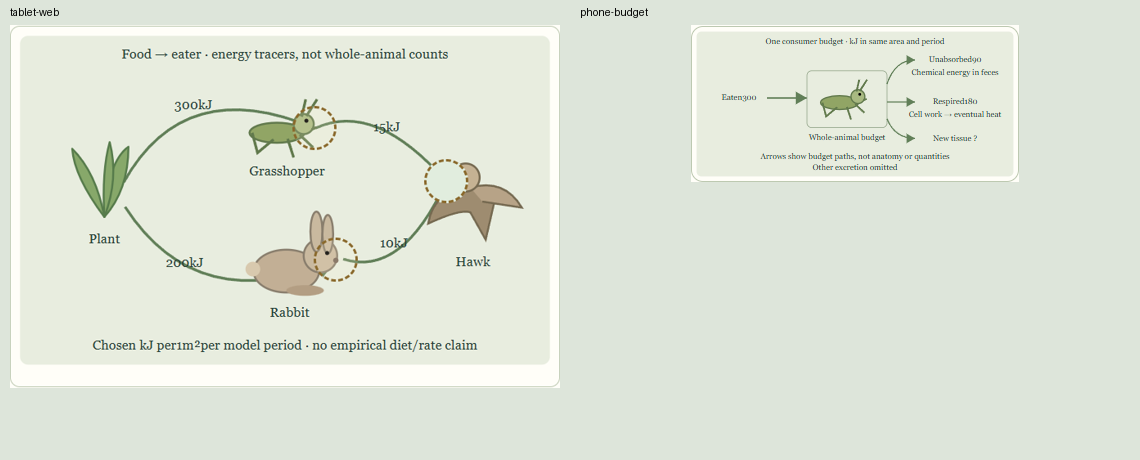 tablet-web
Food → eater · energy tracers, not whole-animal counts
300kJ
15kJ
Grasshopper
Plant
200kJ
10kJ
Hawk
Rabbit
Chosen kJ per1m²per model period · no empirical diet/rate claim
phone-budget
One consumer budget · kJ in same area and period
Unabsorbed90
Chemical energy in feces
Eaten300
Respired180
Cell work → eventual heat
Whole-animal budget
New tissue ?
Arrows show budget paths, not anatomy or quantities
Other excretion omitted